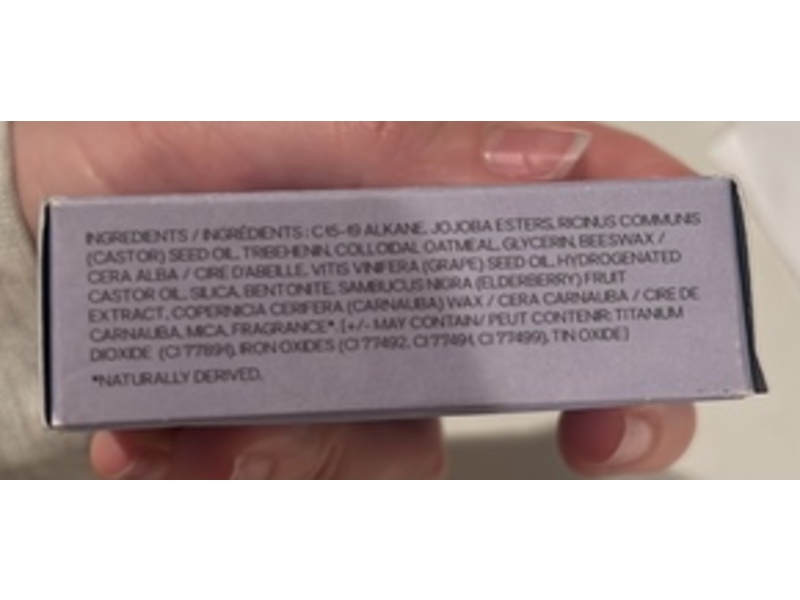 INGREDIENTS / INGRÉDIENTS : C15-19 ALKANE, JOJOBA ESTERS, RICINUS COMMUNIS
(CASTOR) SEED OIL, TRIBEHENIN, COLLOIDAL OATMEAL, GLYCERIN, BEESWAX /
CERA ALBA / CIRE D'ABEILLE, VITIS VINIFERA (GRAPE) SEED OIL, HYDROGENATED
CASTOR OIL, SILICA, BENTONITE, SAMBUCUS NIGRA (ELDERBERRY) FRUIT
EXTRACT, COPERNICIA CERIFERA (CARNAUBA) WAX / CERA CARNAUBA / CIRE DE
CARNAUBA, MICA, FRAGRANCE*. [+/- MAY CONTAIN/ PEUT CONTENIR: TITANIUM
DIOXIDE (CI 77891), IRON OXIDES (CI 77492, CI 77491, CI 77499), TIN OXIDE]
*NATURALLY DERIVED.